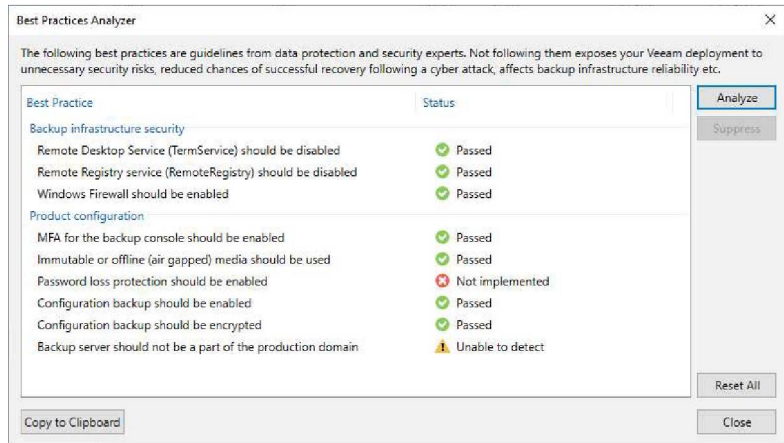 Best Practices Analyzer
The following best practices are guidelines from data protection and security experts. Not following them exposes your Veeam deployment to
unnecessary security risks, reduced chances of successful recovery following a cyber attack, affects backup infrastructure reliability etc.
Best Practice Status
Analyze
Backup infrastructure security
Suppress
Remote Desktop Service (TermService) should be disabled Passed
Remote Registry service (RemoteRegistry) should be disabled Passed
Windows Firewall should be enabled Passed
Product configuration
MFA for the backup console should be enabled Passed
Immutable or offline (air gapped) media should be used Passed
Password loss protection should be enabled Not implemented
Configuration backup should be enabled Passed
Configuration backup should be encrypted Passed
Backup server should not be a part of the production domain Unable to detect
Reset All
Copy to Clipboard Close